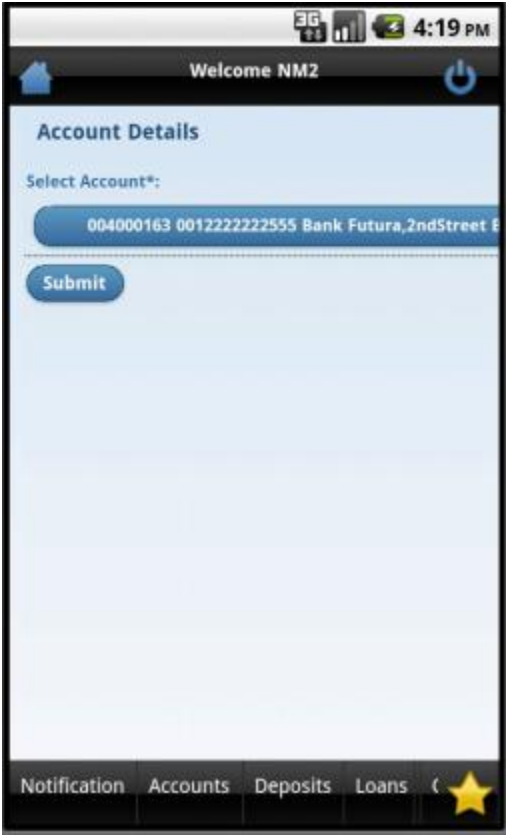 3G
4:19 PM
Welcome NM2
Account Details
Select Account*:
004000163 0012222222555 Bank Futura,2ndStreet
Submit
Notification Accounts Deposits Loans